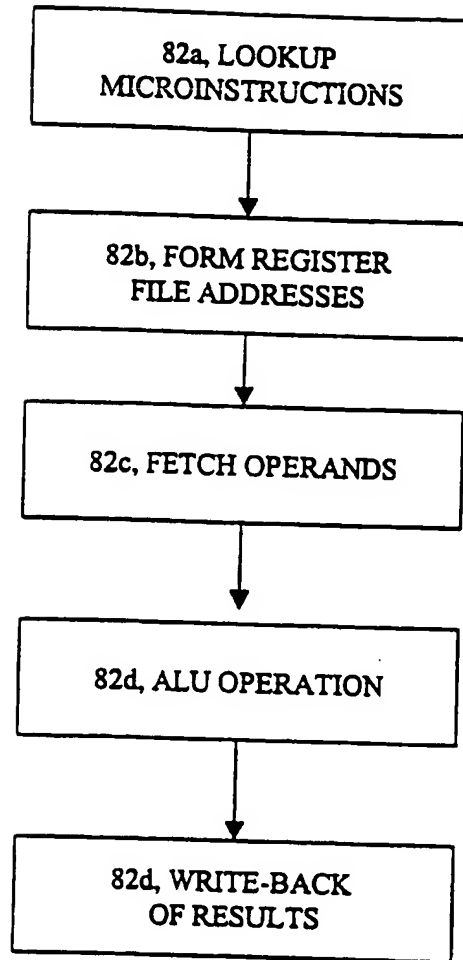 82a, LOOKUP
MICROINSTRUCTIONS
82b, FORM REGISTER
FILE ADDRESSES
82c, FETCH OPERANDS
82d, ALU OPERATION
82d, WRITE-BACK
OF RESULTS